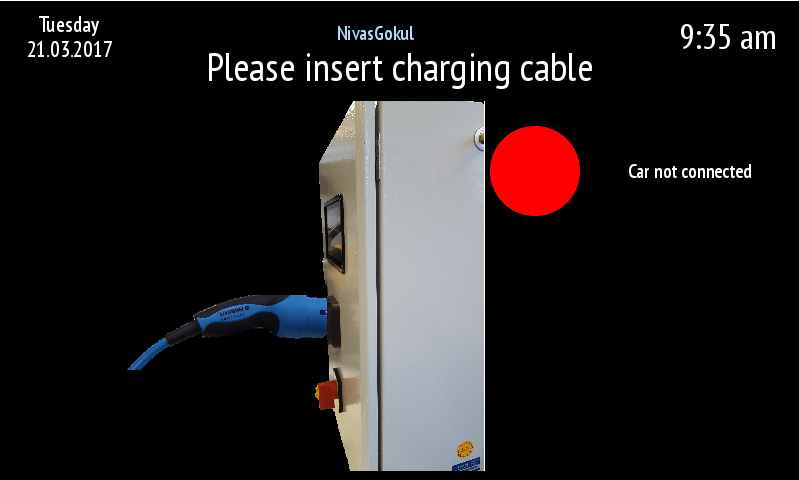 Tuesday
21.03.2017
NivasGokul
9:35 am
Please insert charging cable
Car not connected